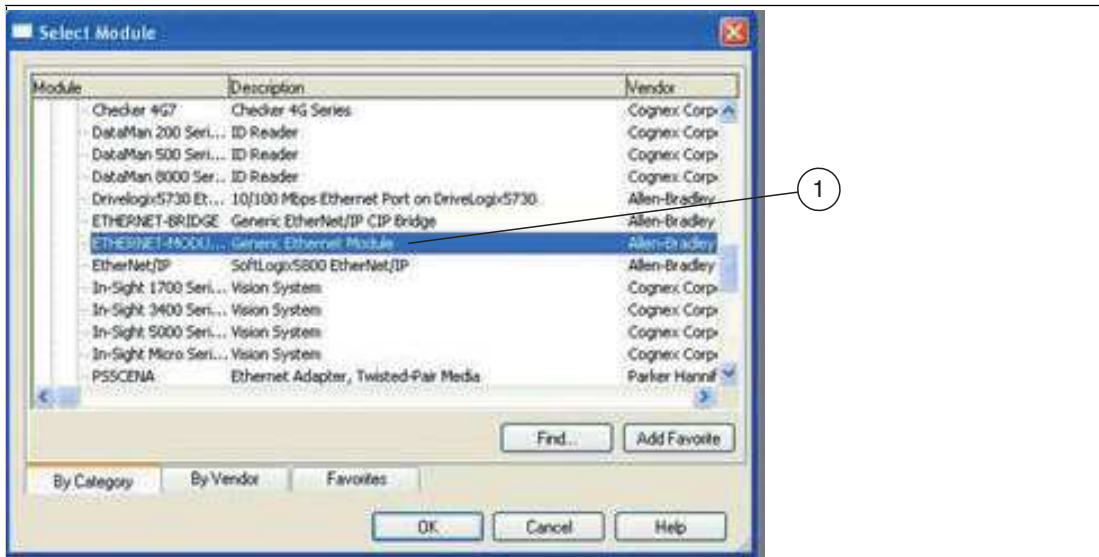 Select Module
Module Description Vendor
Checker 4G7 Checker 4G Series Cognex Corp
DataMan 200 Seri... ID Reader Cognex Corp
DataMan 500 Seri... ID Reader Cognex Corp
DataMan 8000 Ser... ID Reader Cognex Corp
Drivelogix5730 Et... 10/100 Mbps Ethernet Port on DriveLogix5730 Allen-Bradley
1
ETHERNET-BRIDGE Generic EtherNet/IP CIP Bridge Allen-Bradley
ETHERNET-MODU... Generic Ethernet Module Allen-Bradley
EtherNet/IP SoftLogix5800 EtherNet/IP Allen-Bradley
In-Sight 1700 Seri... Vision System Cognex Corp
In-Sight 3400 Seri... Vision System Cognex Corp
In-Sight 5000 Seri... Vision System Cognex Corp
In-Sight Micro Seri... Vision System Cognex Corp
PSSCENA Ethernet Adapter, Twisted-Pair Media Parker Hannif
Find... Add Favorite
By Category By Vendor Favorites
OK Cancel Help